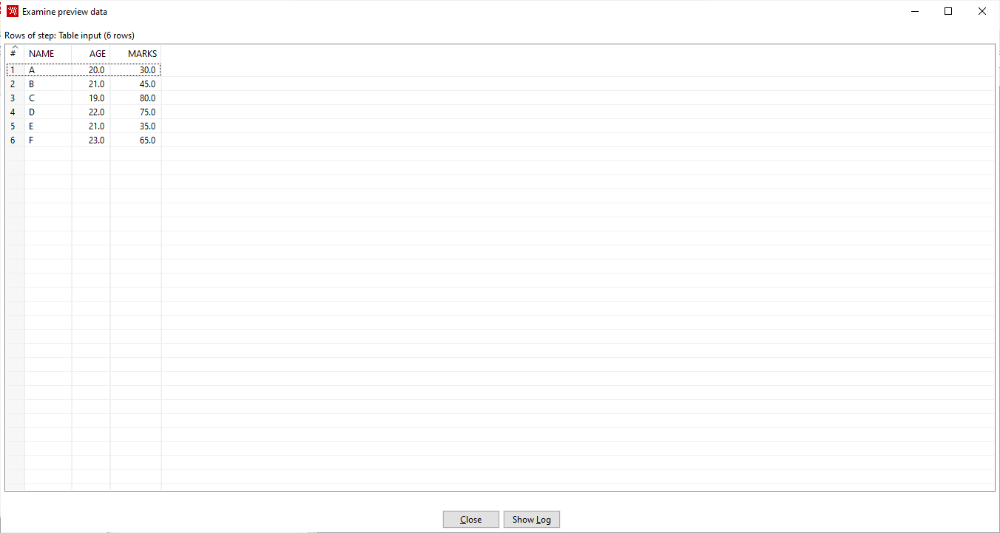 Examine preview data
Rows of step: Table input (6 rows)
# NAME AGE MARKS
1 A 20.0 30.0
2 B 21.0 45.0
3 C 19.0 80.0
4 D 22.0 75.0
5 E 21.0 35.0
6 F 23.0 65.0
Close Show Log